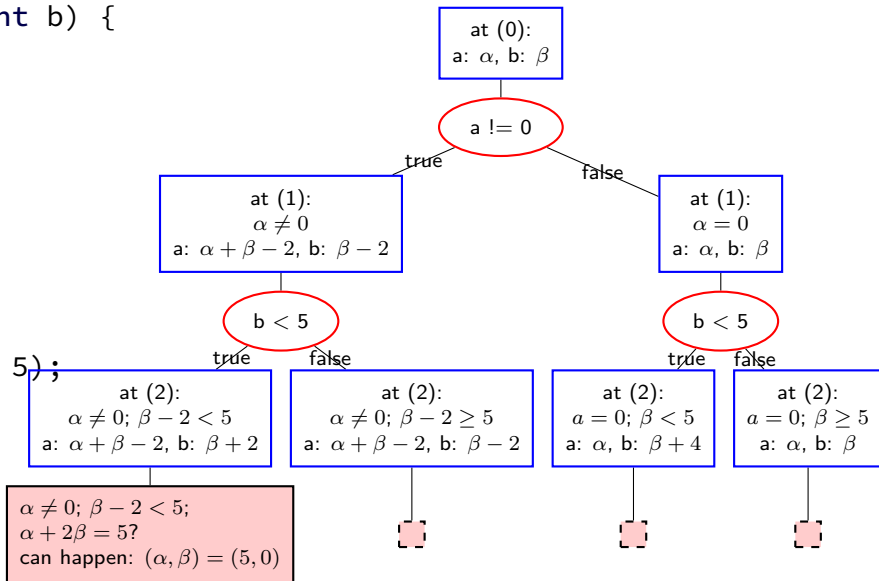 nt b) {
at (0):
a: α, b: β
a != 0
true
false
at (1):
α ≠ 0
a: α + β − 2, b: β − 2
at (1):
α = 0
a: α, b: β
b < 5
b < 5
true
false
true
false
5);
at (2):
α ≠ 0; β − 2 < 5
a: α + β − 2, b: β + 2
at (2):
α ≠ 0; β − 2 ≥ 5
a: α + β − 2, b: β − 2
at (2):
a = 0; β < 5
a: α, b: β + 4
at (2):
a = 0; β ≥ 5
a: α, b: β
α ≠ 0; β − 2 < 5;
α + 2β = 5?
can happen: (α, β) = (5, 0)